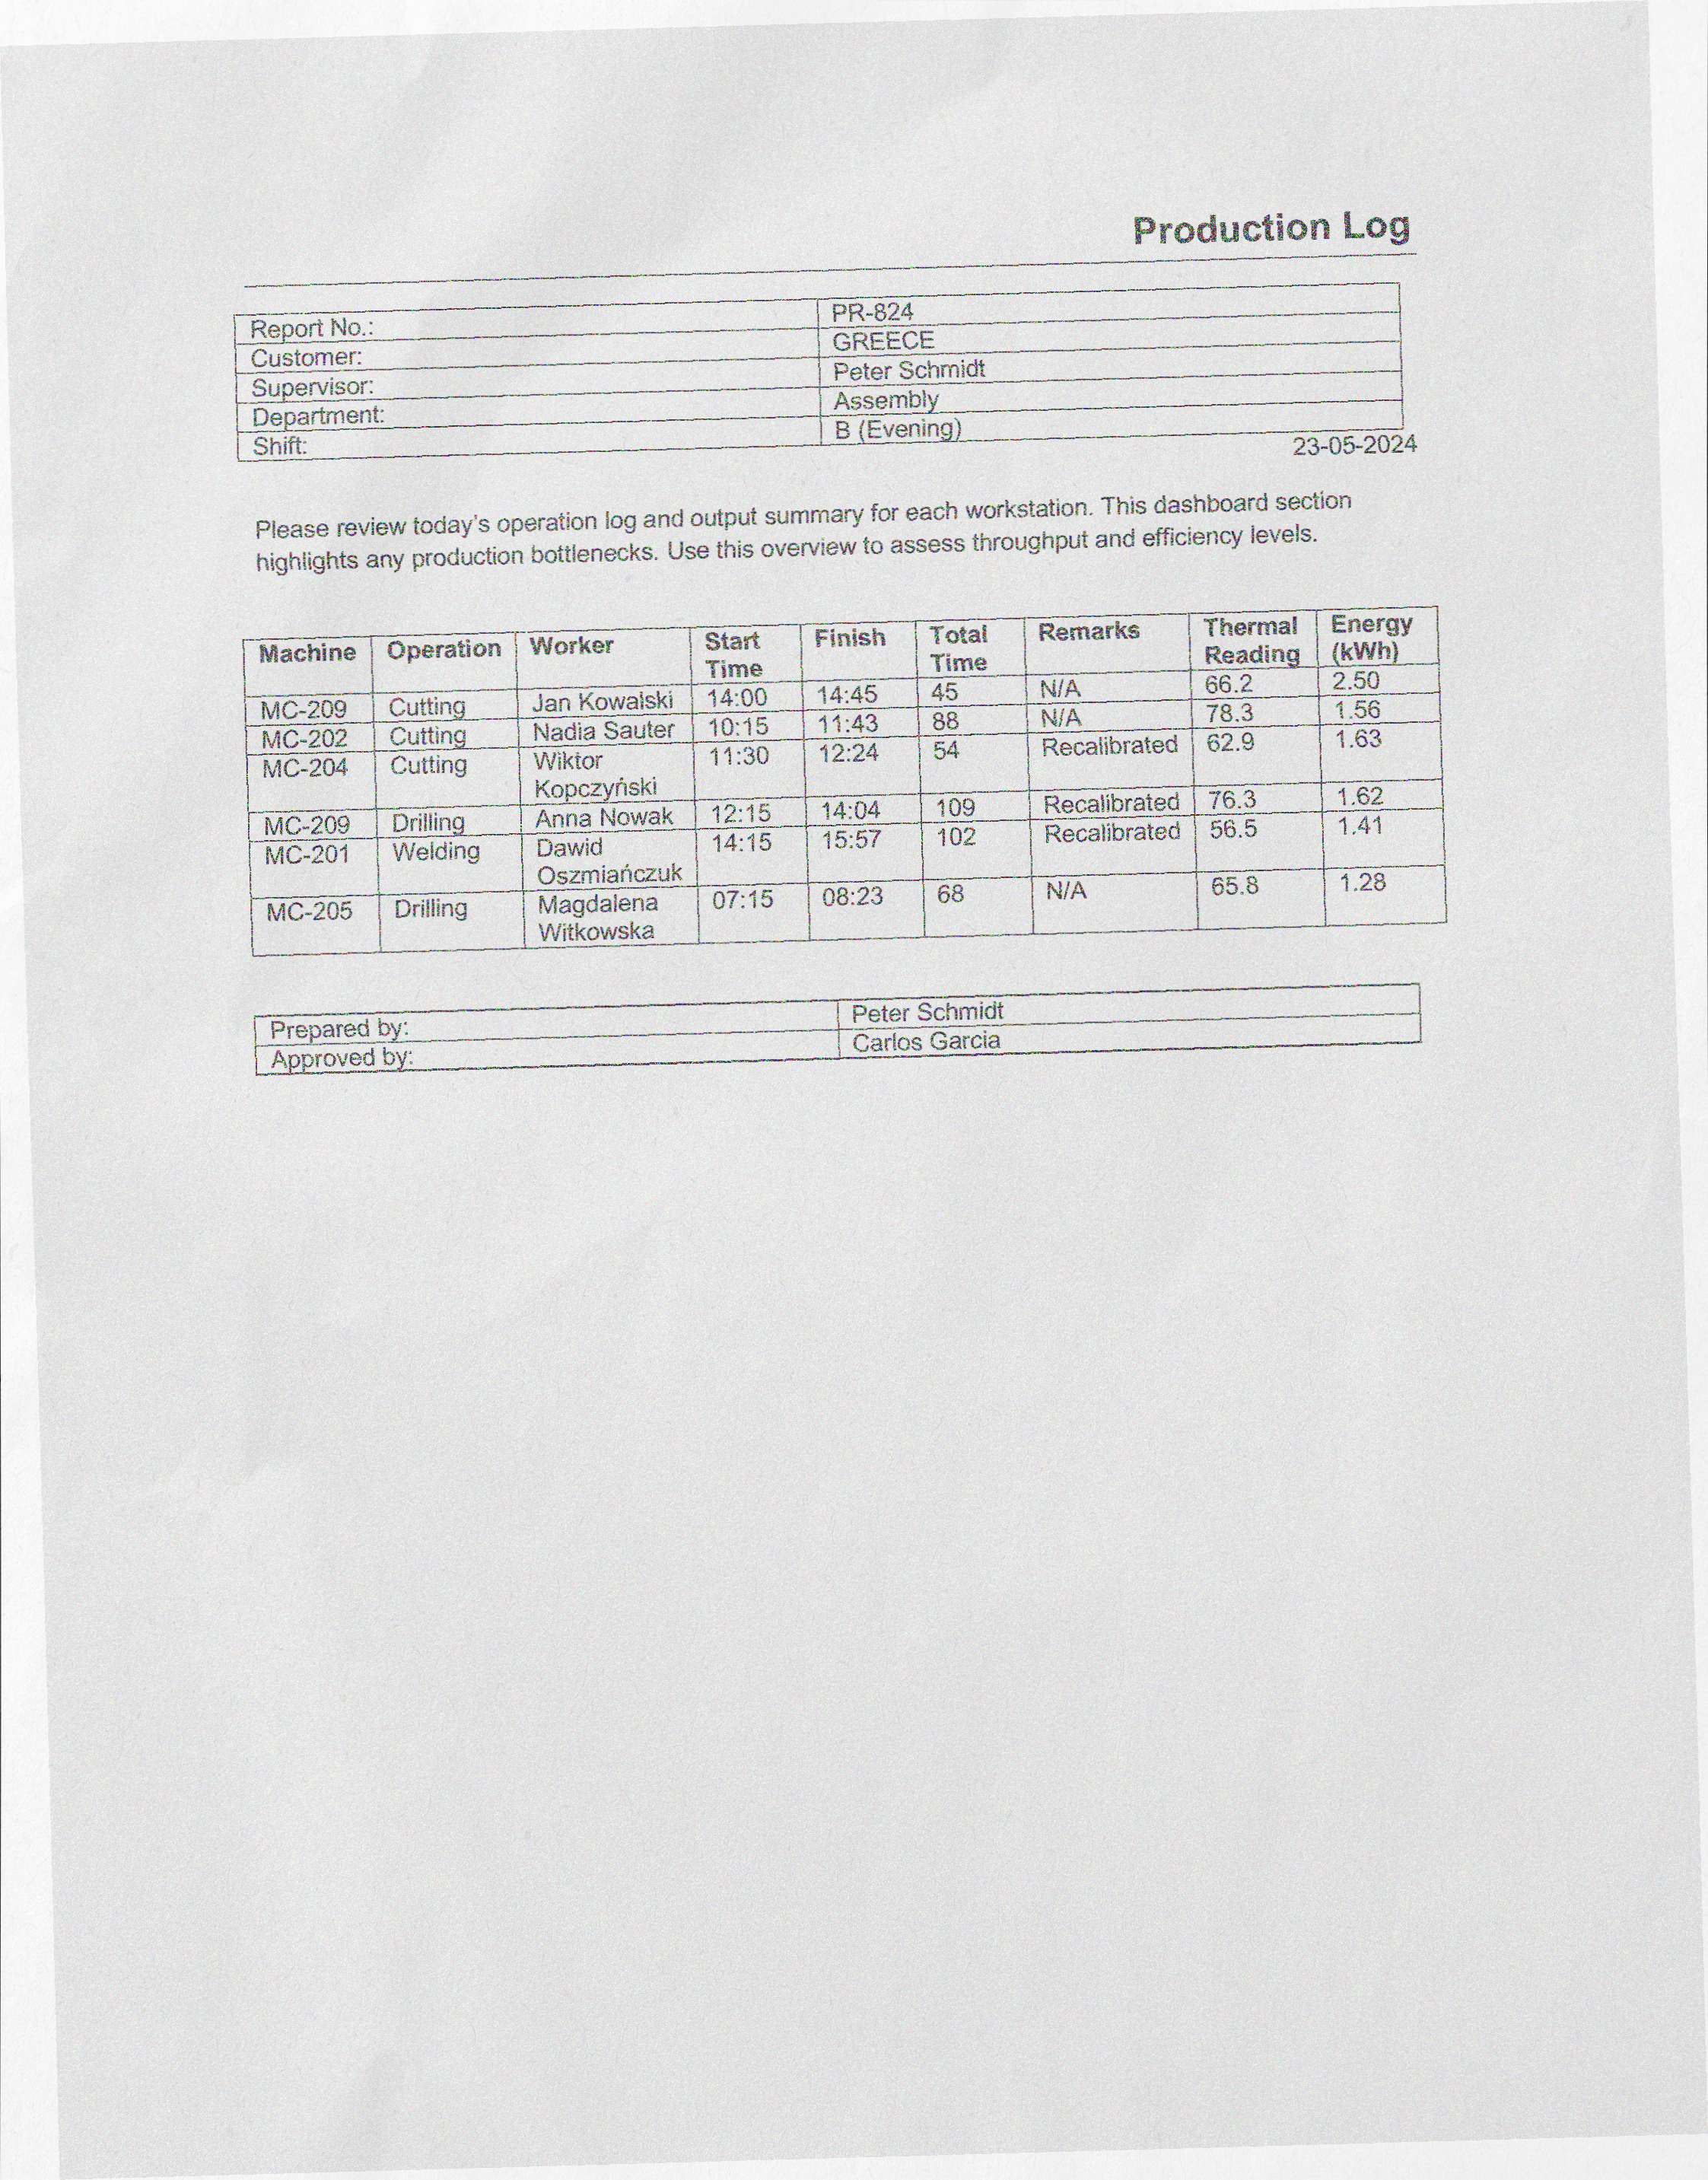 Production Log
Report No.: PR-824
Customer: GREECE
Supervisor: Peter Schmidt
Department: Assembly
Shift: B (Evening)
23-05-2024
Please review today's operation log and output summary for each workstation. This dashboard section
highlights any production bottlenecks. Use this overview to assess throughput and efficiency levels.
Machine Operation Worker Start Time Finish Total Time Remarks Thermal Reading Energy (kWh)
MC-209 Cutting Jan Kowalski 14:00 14:45 45 N/A 66.2 2.50
MC-202 Cutting Nadia Sauter 10:15 11:43 88 N/A 78.3 1.56
MC-204 Cutting Wiktor Kopczyński 11:30 12:24 54 Recalibrated 62.9 1.63
MC-209 Drilling Anna Nowak 12:15 14:04 109 Recalibrated 76.3 1.62
MC-201 Welding Dawid Oszmiańczuk 14:15 15:57 102 Recalibrated 56.5 1.41
MC-205 Drilling Magdalena Witkowska 07:15 08:23 68 N/A 65.8 1.28
Prepared by: Peter Schmidt
Approved by: Carlos Garcia